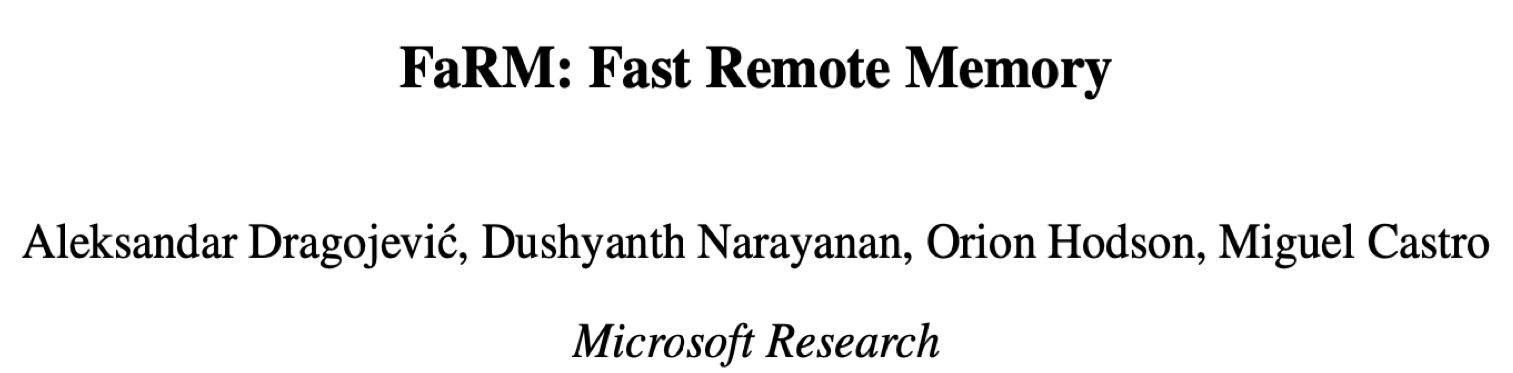 FaRM: Fast Remote Memory
Aleksandar Dragojević, Dushyanth Narayanan, Orion Hodson, Miguel Castro
Microsoft Research